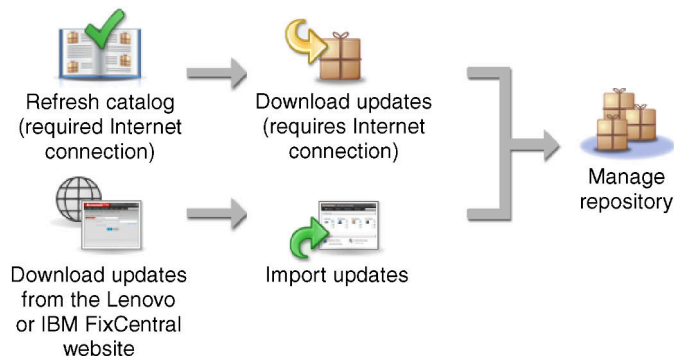 Refresh catalog
(required Internet
connection)
Download updates
(requires Internet
connection)
Manage
repository
Download updates
from the Lenovo
or IBM FixCentral
website
Import updates